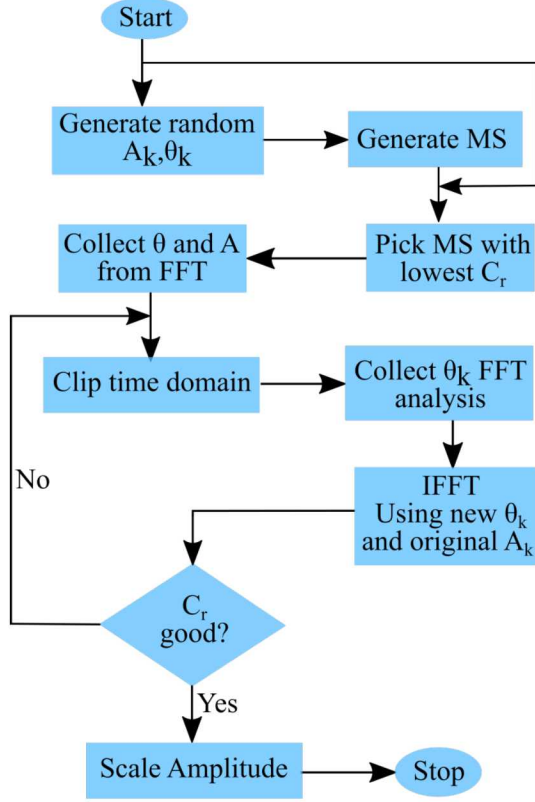 Start
Generate random
Aₖ,θₖ
Generate MS
Collect θ and A
from FFT
Pick MS with
lowest Cᵣ
Clip time domain
Collect θₖ FFT
analysis
No
IFFT
Using new θₖ
and original Aₖ
Cᵣ
good?
Yes
Scale Amplitude
Stop